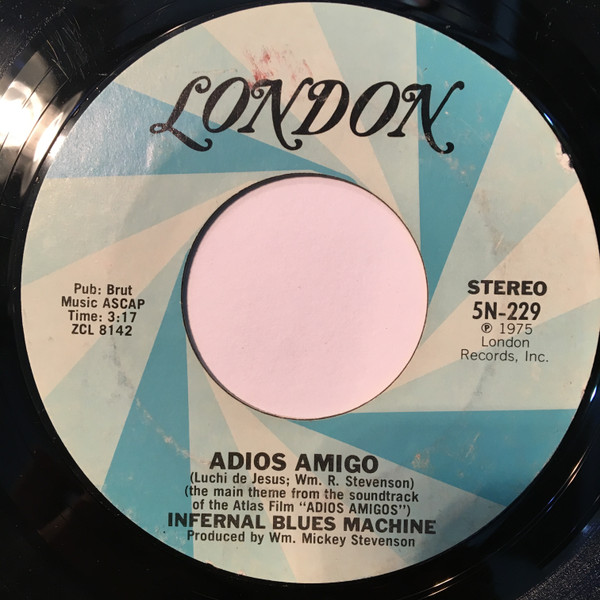 LONDON
Pub: Brut
Music ASCAP
Time: 3:17
ZCL 8142
STEREO
5N-229
℗ 1975
London
Records, Inc.
ADIOS AMIGO
(Luchi de Jesus; Wm. R. Stevenson)
(the main theme from the soundtrack
of the Atlas Film "ADIOS AMIGOS")
INFERNAL BLUES MACHINE
Produced by Wm. Mickey Stevenson